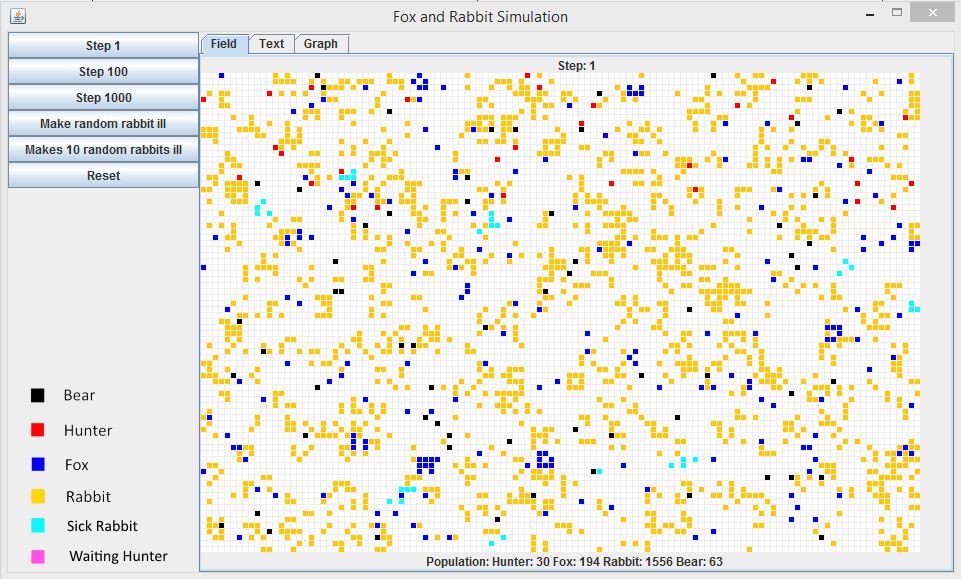 Fox and Rabbit Simulation
Step 1
Step 100
Step 1000
Make random rabbit ill
Makes 10 random rabbits ill
Reset
Field Text Graph
Step: 1
Bear
Hunter
Fox
Rabbit
Sick Rabbit
Waiting Hunter
Population: Hunter: 30 Fox: 194 Rabbit: 1556 Bear: 63